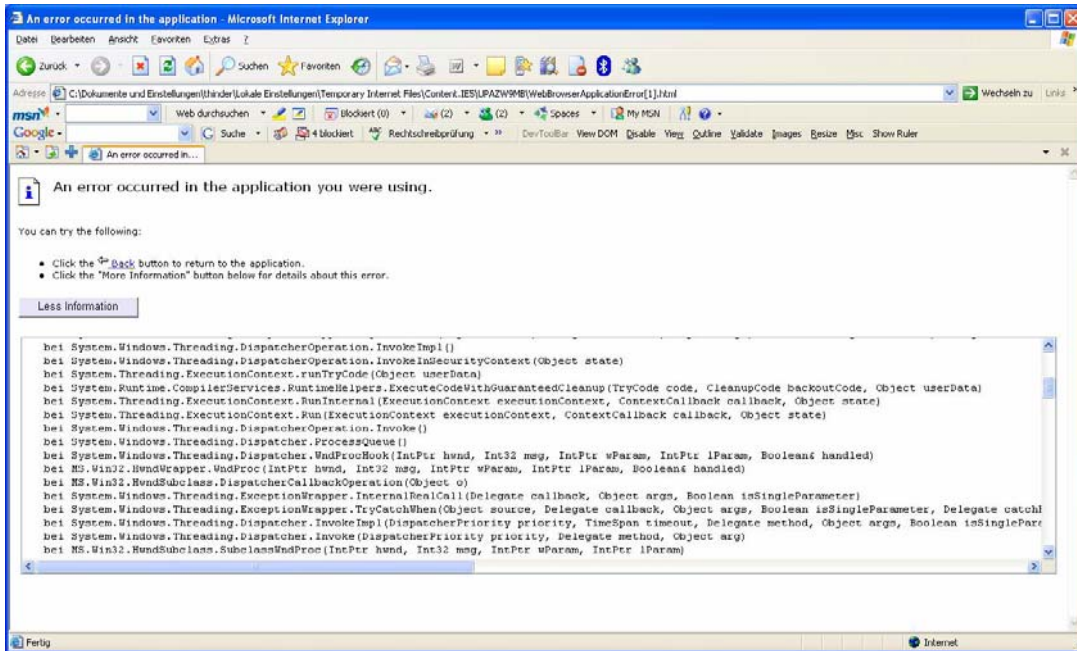 An error occurred in the application - Microsoft Internet Explorer
Datei Bearbeiten Ansicht Favoriten Extras ?
Zurück Suchen Favoriten
Adresse C:\Dokumente und Einstellungen\thinder\Lokale Einstellungen\Temporary Internet Files\Content.IE5\UPAZW9MB\WebBrowserApplicationError[1].html Wechseln zu Links »
msn Web durchsuchen Blockiert (0) (2) (2) Spaces My MSN
Google Suche 4 blockiert Rechtschreibprüfung » DevToolBar View DOM Disable View Outline Validate Images Resize Misc Show Ruler
An error occurred in...
An error occurred in the application you were using.
You can try the following:
• Click the Back button to return to the application.
• Click the "More Information" button below for details about this error.
Less Information
bei System.Windows.Threading.DispatcherOperation.InvokeImpl()
bei System.Windows.Threading.DispatcherOperation.InvokeInSecurityContext(Object state)
bei System.Threading.ExecutionContext.runTryCode(Object userData)
bei System.Runtime.CompilerServices.RuntimeHelpers.ExecuteCodeWithGuaranteedCleanup(TryCode code, CleanupCode backoutCode, Object userData)
bei System.Threading.ExecutionContext.RunInternal(ExecutionContext executionContext, ContextCallback callback, Object state)
bei System.Threading.ExecutionContext.Run(ExecutionContext executionContext, ContextCallback callback, Object state)
bei System.Windows.Threading.DispatcherOperation.Invoke()
bei System.Windows.Threading.Dispatcher.ProcessQueue()
bei System.Windows.Threading.Dispatcher.WndProcHook(IntPtr hwnd, Int32 msg, IntPtr wParam, IntPtr lParam, Boolean& handled)
bei MS.Win32.HwndWrapper.WndProc(IntPtr hwnd, Int32 msg, IntPtr wParam, IntPtr lParam, Boolean& handled)
bei MS.Win32.HwndSubclass.DispatcherCallbackOperation(Object o)
bei System.Windows.Threading.ExceptionWrapper.InternalRealCall(Delegate callback, Object args, Boolean isSingleParameter)
bei System.Windows.Threading.ExceptionWrapper.TryCatchWhen(Object source, Delegate callback, Object args, Boolean isSingleParameter, Delegate catchH
bei System.Windows.Threading.Dispatcher.InvokeImpl(DispatcherPriority priority, TimeSpan timeout, Delegate method, Object args, Boolean isSinglePara
bei System.Windows.Threading.Dispatcher.Invoke(DispatcherPriority priority, Delegate method, Object arg)
bei MS.Win32.HwndSubclass.SubclassWndProc(IntPtr hwnd, Int32 msg, IntPtr wParam, IntPtr lParam)
Fertig Internet